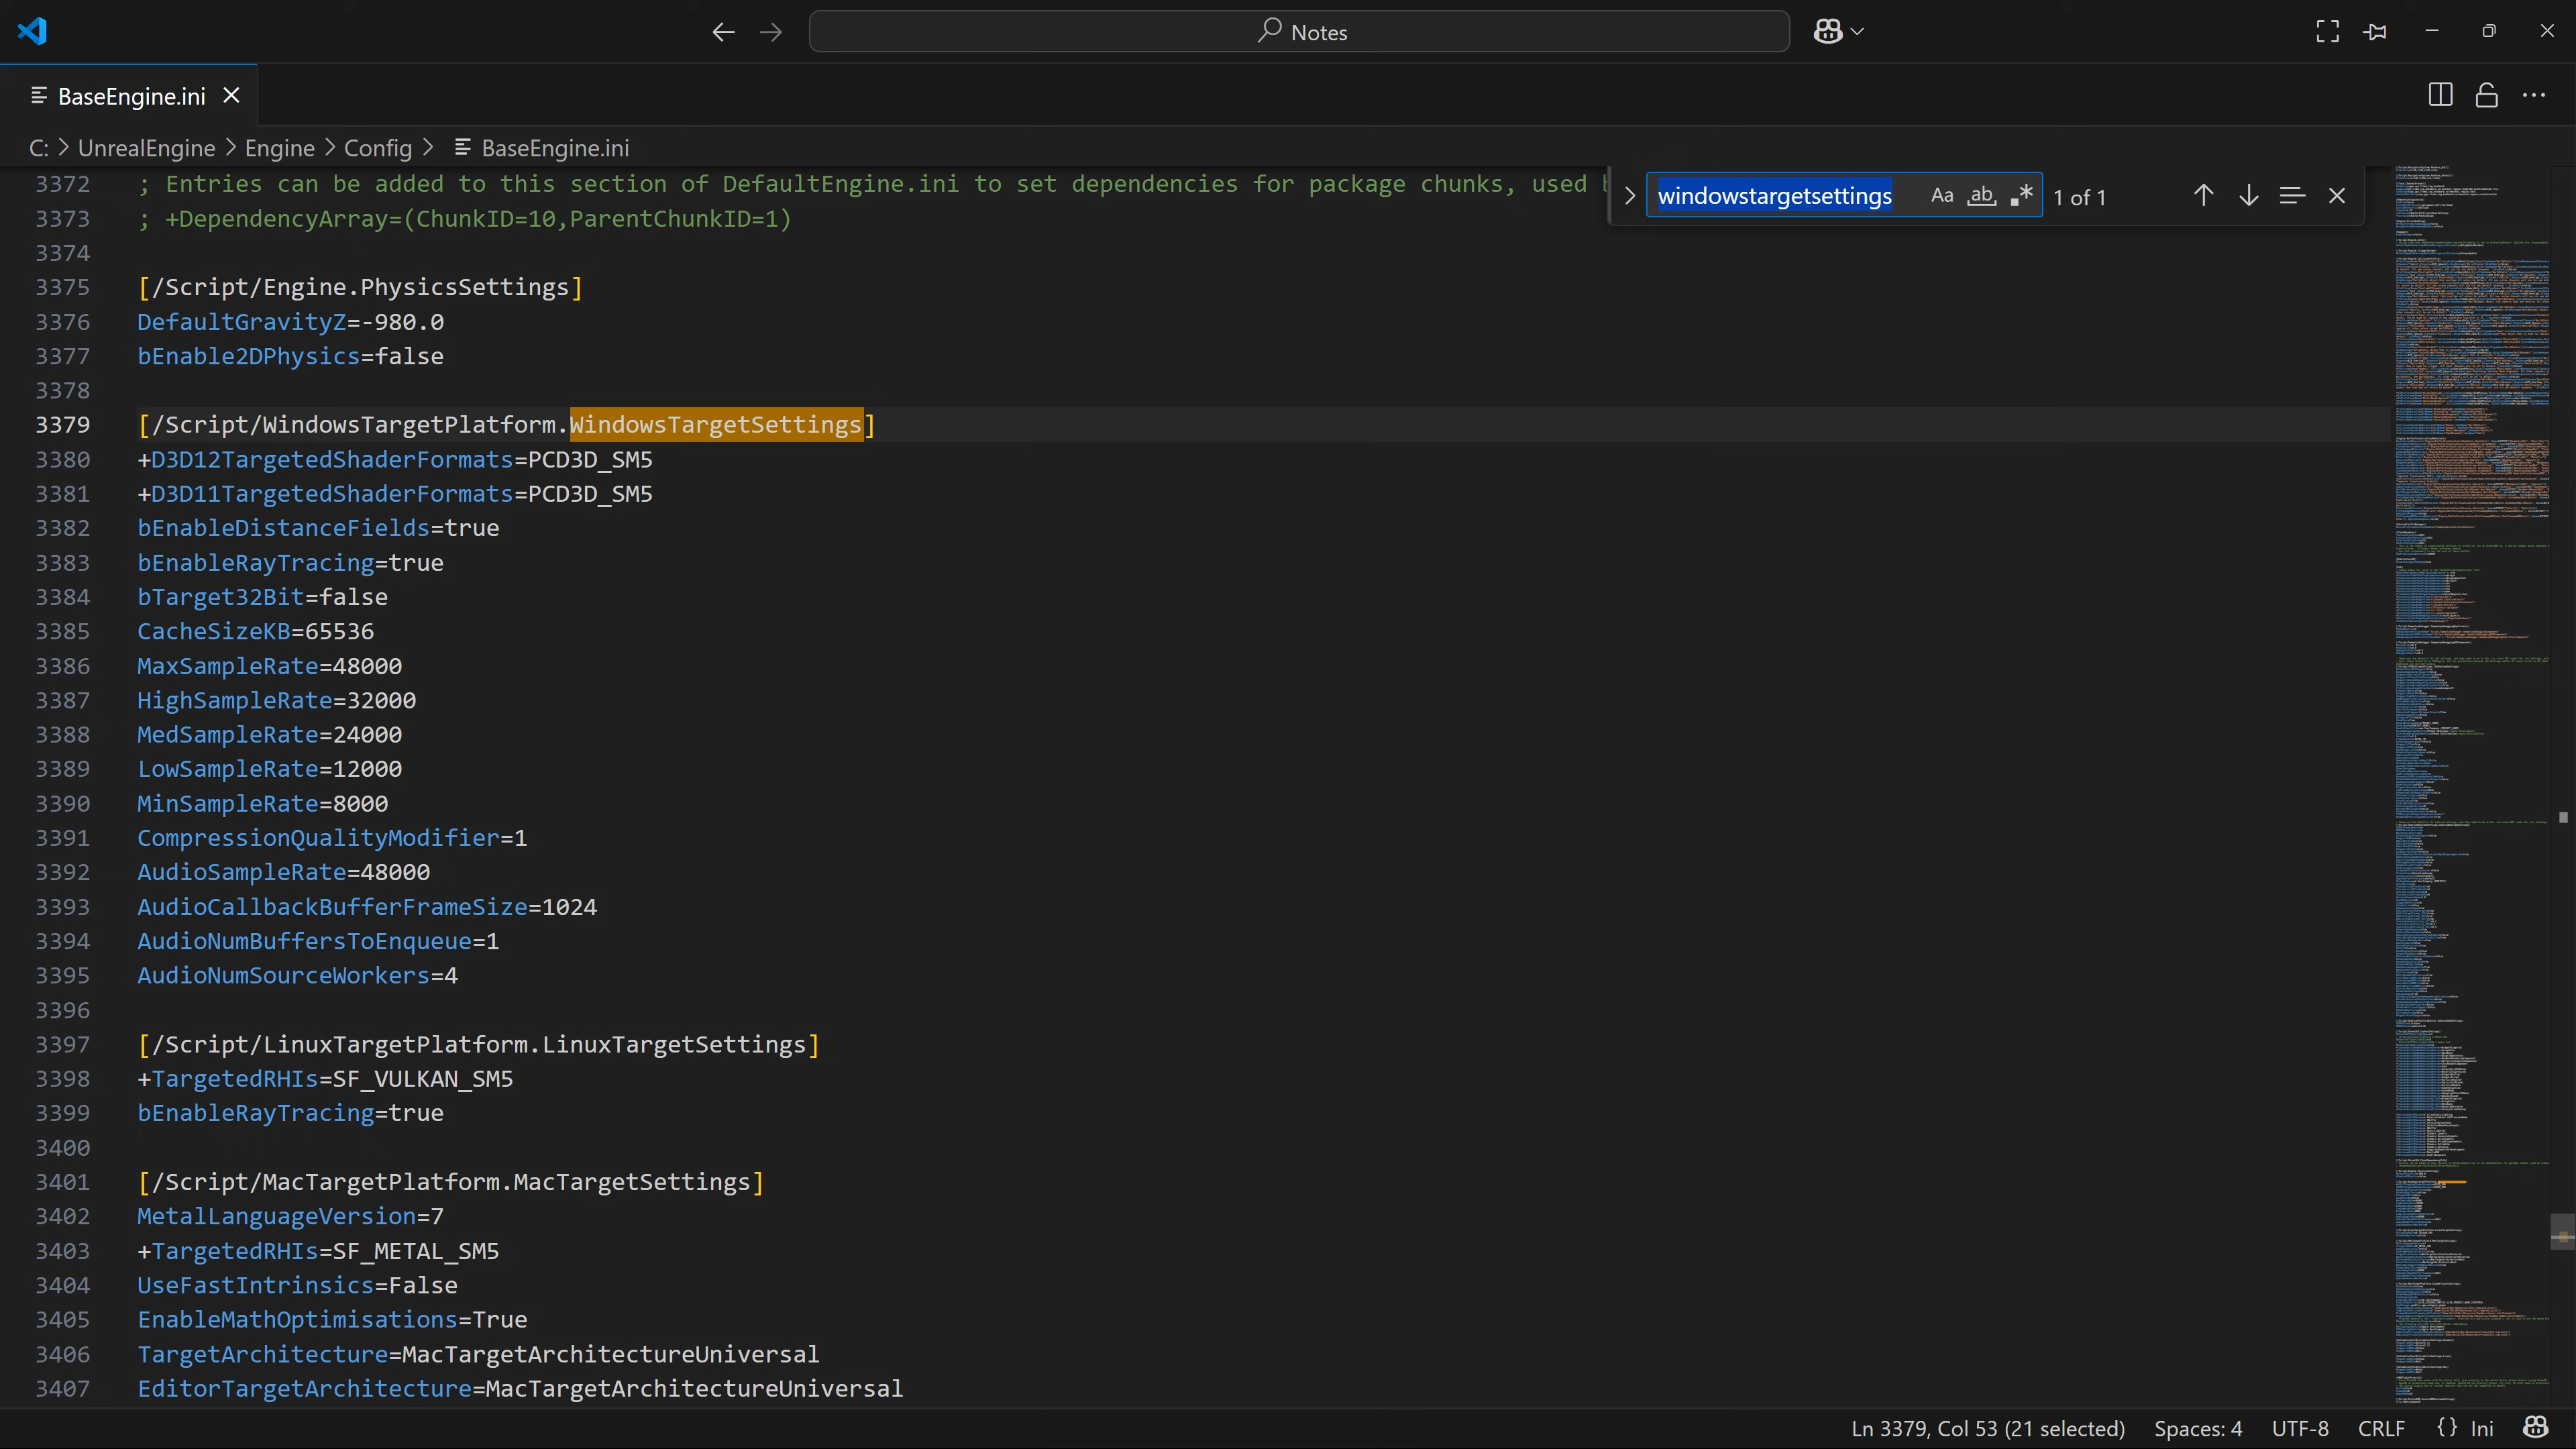 Notes
BaseEngine.ini
C: > UnrealEngine > Engine > Config > BaseEngine.ini
windowstargetsettings Aa ab .* 1 of 1
3372 ; Entries can be added to this section of DefaultEngine.ini to set dependencies for package chunks, used
3373 ; +DependencyArray=(ChunkID=10,ParentChunkID=1)
3374
3375 [/Script/Engine.PhysicsSettings]
3376 DefaultGravityZ=-980.0
3377 bEnable2DPhysics=false
3378
3379 [/Script/WindowsTargetPlatform.WindowsTargetSettings]
3380 +D3D12TargetedShaderFormats=PCD3D_SM5
3381 +D3D11TargetedShaderFormats=PCD3D_SM5
3382 bEnableDistanceFields=true
3383 bEnableRayTracing=true
3384 bTarget32Bit=false
3385 CacheSizeKB=65536
3386 MaxSampleRate=48000
3387 HighSampleRate=32000
3388 MedSampleRate=24000
3389 LowSampleRate=12000
3390 MinSampleRate=8000
3391 CompressionQualityModifier=1
3392 AudioSampleRate=48000
3393 AudioCallbackBufferFrameSize=1024
3394 AudioNumBuffersToEnqueue=1
3395 AudioNumSourceWorkers=4
3396
3397 [/Script/LinuxTargetPlatform.LinuxTargetSettings]
3398 +TargetedRHIs=SF_VULKAN_SM5
3399 bEnableRayTracing=true
3400
3401 [/Script/MacTargetPlatform.MacTargetSettings]
3402 MetalLanguageVersion=7
3403 +TargetedRHIs=SF_METAL_SM5
3404 UseFastIntrinsics=False
3405 EnableMathOptimisations=True
3406 TargetArchitecture=MacTargetArchitectureUniversal
3407 EditorTargetArchitecture=MacTargetArchitectureUniversal
Ln 3379, Col 53 (21 selected) Spaces: 4 UTF-8 CRLF {} Ini